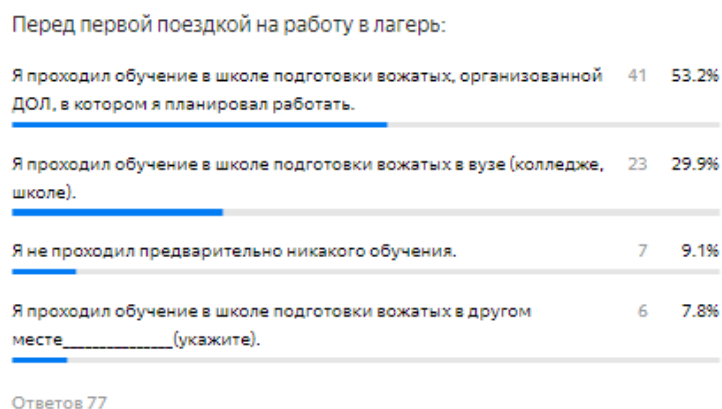 Перед первой поездкой на работу в лагерь:
Я проходил обучение в школе подготовки вожатых, организованной 41 53.2%
ДОЛ, в котором я планировал работать.
Я проходил обучение в школе подготовки вожатых в вузе (колледже, 23 29.9%
школе).
Я не проходил предварительно никакого обучения. 7 9.1%
Я проходил обучение в школе подготовки вожатых в другом 6 7.8%
месте______________(укажите).
Ответов 77